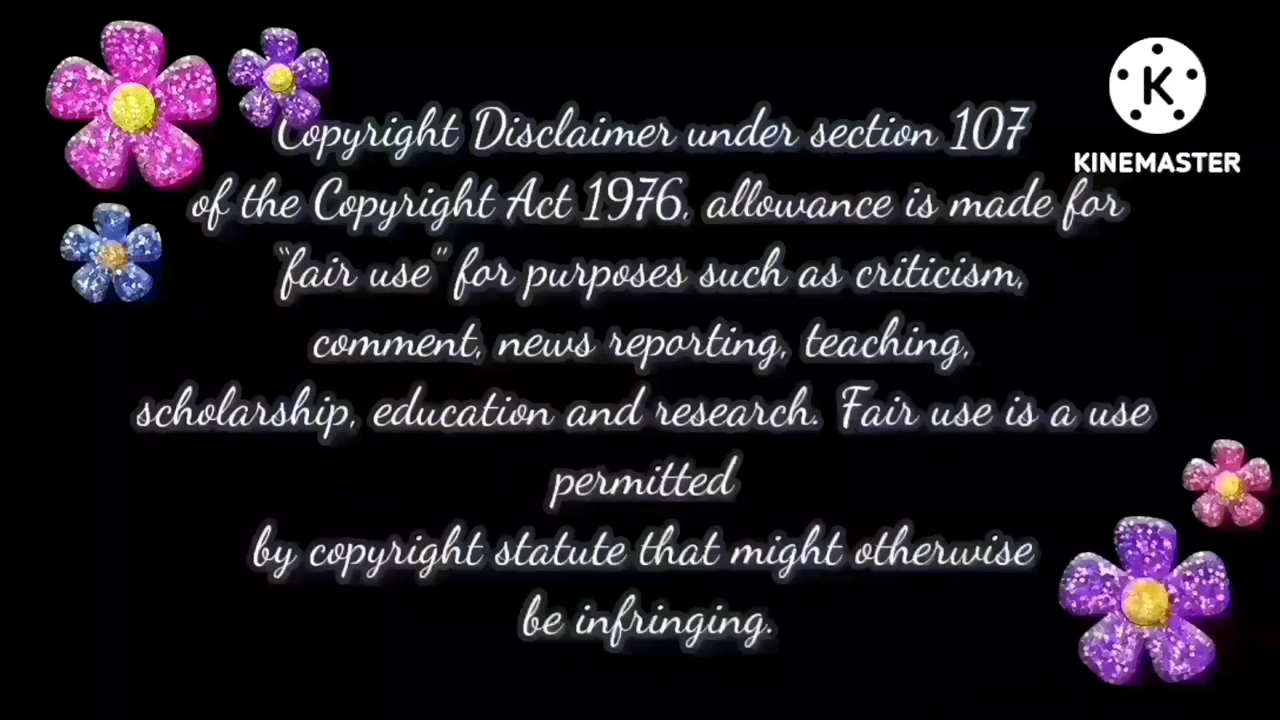 Copyright Disclaimer under section 107
of the Copyright Act 1976, allowance is made for
“fair use” for purposes such as criticism,
comment, news reporting, teaching,
scholarship, education and research. Fair use is a use
permitted
by copyright statute that might otherwise
be infringing.
K
KINEMASTER